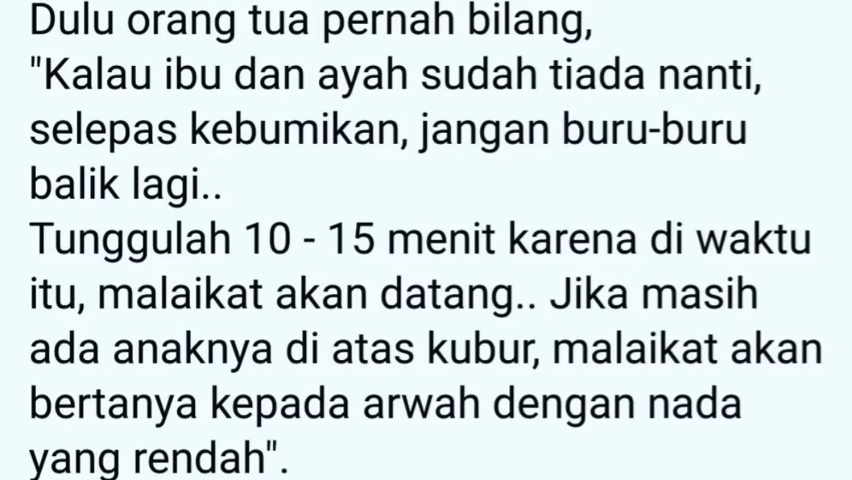 Dulu orang tua pernah bilang,
"Kalau ibu dan ayah sudah tiada nanti,
selepas kebumikan, jangan buru-buru
balik lagi..
Tunggulah 10 - 15 menit karena di waktu
itu, malaikat akan datang.. Jika masih
ada anaknya di atas kubur, malaikat akan
bertanya kepada arwah dengan nada
yang rendah".